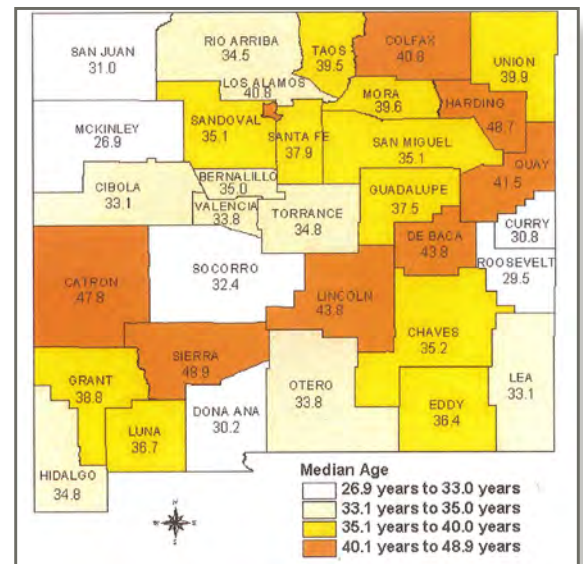 SAN JUAN
31.0
RIO ARRIBA
34.5
TAOS
39.5
COLFAX
40.8
UNION
39.9
LOS ALAMOS
40.8
MORA
39.6
HARDING
48.7
MCKINLEY
26.9
SANDOVAL
35.1
SANTA FE
37.9
SAN MIGUEL
35.1
QUAY
41.5
CIBOLA
33.1
BERNALILLO
35.0
VALENCIA
33.8
TORRANCE
34.8
GUADALUPE
37.5
CURRY
30.8
DE BACA
43.8
ROOSEVELT
29.5
CATRON
47.8
SOCORRO
32.4
LINCOLN
43.8
CHAVES
35.2
SIERRA
48.9
GRANT
38.8
LUNA
36.7
DONA ANA
30.2
OTERO
33.8
EDDY
36.4
LEA
33.1
HIDALGO
34.8
Median Age
26.9 years to 33.0 years
33.1 years to 35.0 years
35.1 years to 40.0 years
40.1 years to 48.9 years